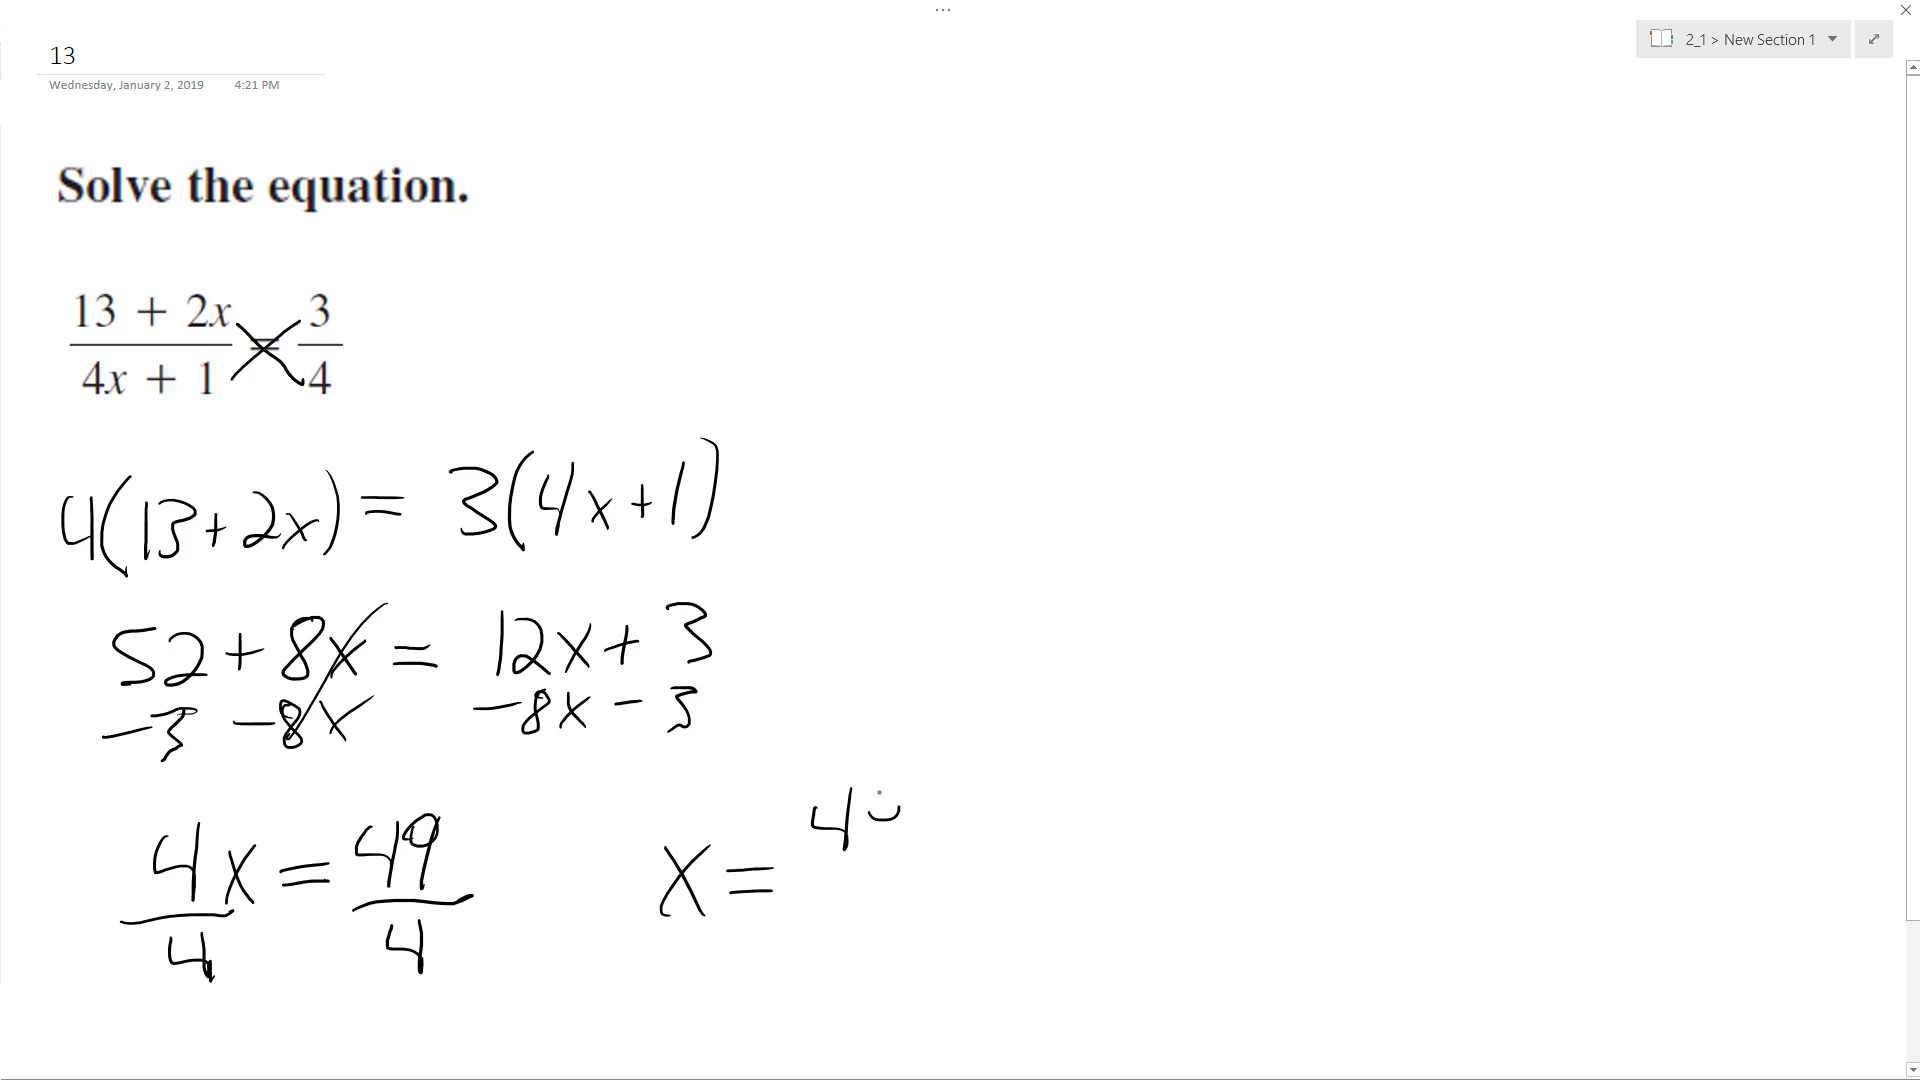 13
Wednesday, January 2, 2019 4:21 PM
2_1 > New Section 1
Solve the equation.
13 + 2x / 4x + 1 = 3 / 4
4(13+2x) = 3(4x+1)
52+8x = 12x+3
-3 -8x -8x -3
4x = 49
4 4
x = 4